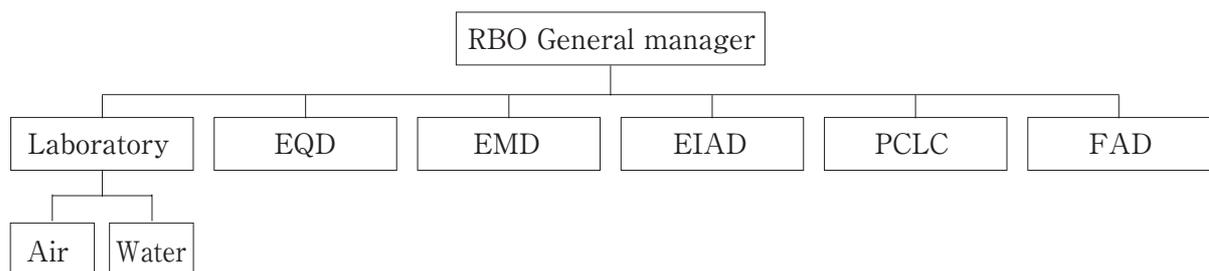 RBO General manager
Laboratory EQD EMD EIAD PCLC FAD
Air Water